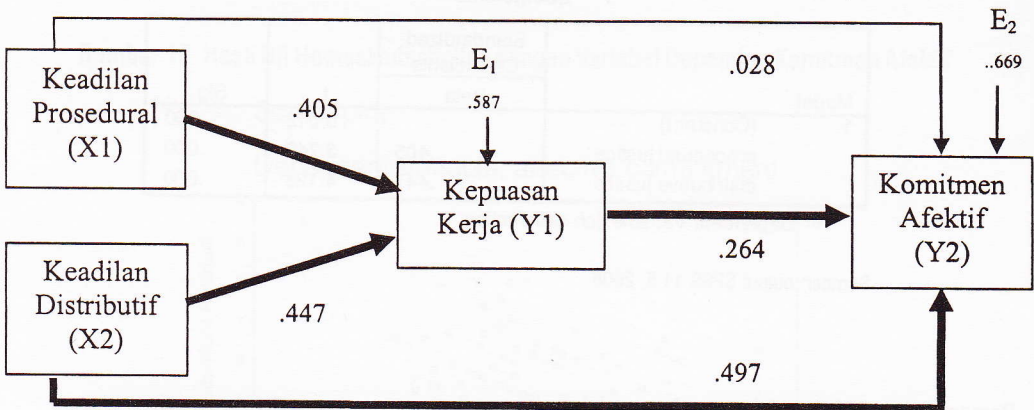 E₂
..669
.028
Keadilan
Prosedural
(X1)
.405
E₁
.587
Kepuasan
Kerja (Y1)
Komitmen
Afektif
(Y2)
.264
Keadilan
Distributif
(X2)
.447
.497